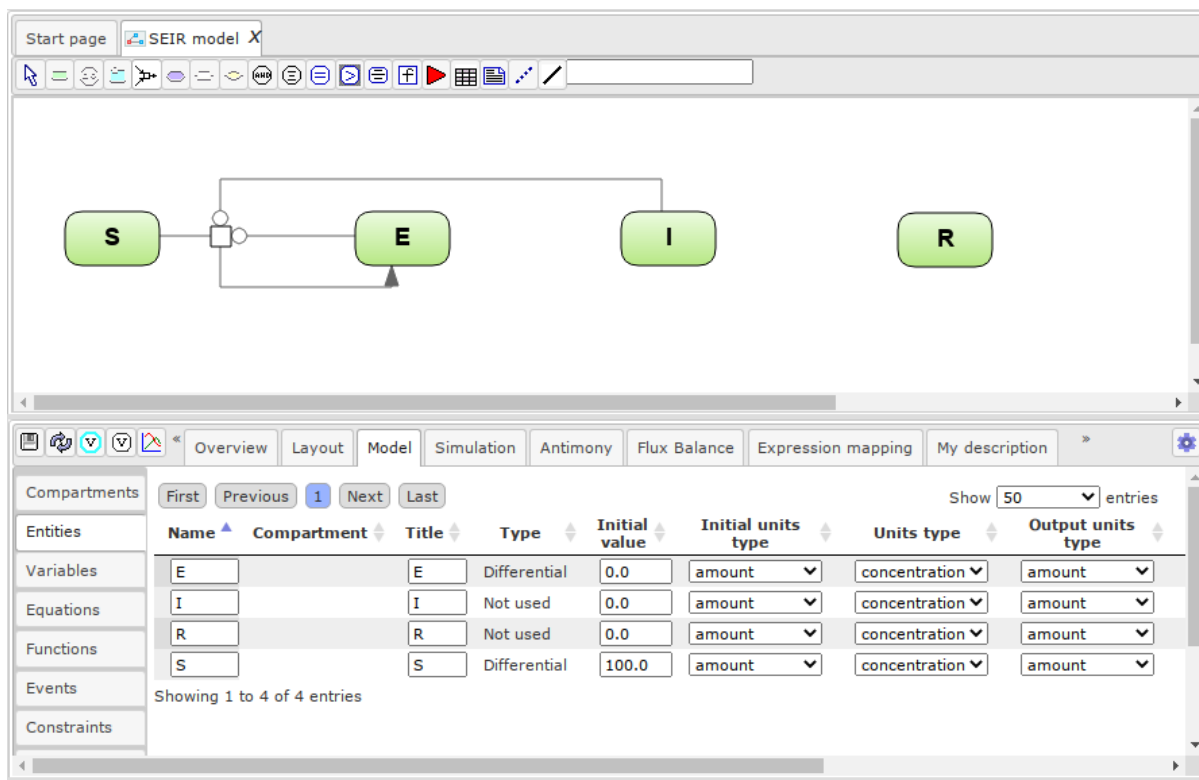 Start page SEIR model X
AND f
S E I R
V V « Overview Layout Model Simulation Antimony Flux Balance Expression mapping My description »
Compartments First Previous 1 Next Last Show 50 entries
Entities Name Compartment Title Type Initial value Initial units type Units type Output units type
E E Differential 0.0 amount concentration amount
Variables
I I Not used 0.0 amount concentration amount
Equations
R R Not used 0.0 amount concentration amount
Functions
S S Differential 100.0 amount concentration amount
Events
Showing 1 to 4 of 4 entries
Constraints